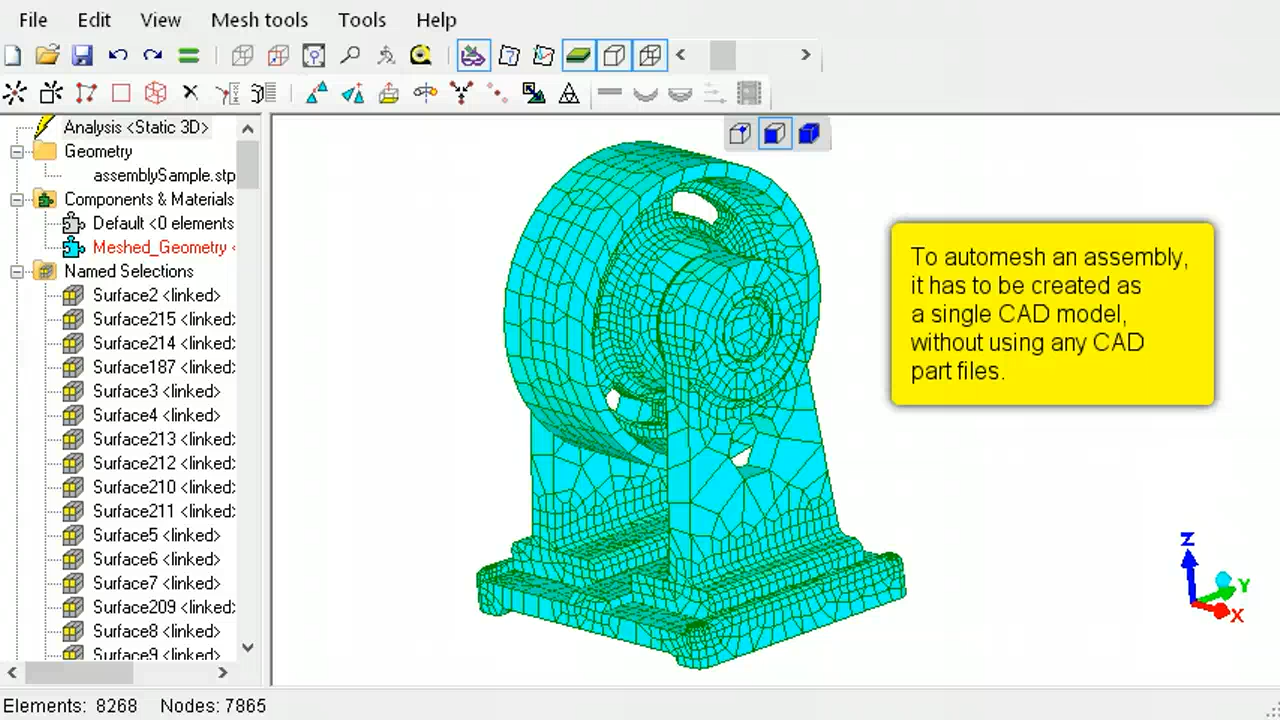 File Edit View Mesh tools Tools Help
Analysis <Static 3D>
Geometry
assemblySample.stp
Components & Materials
Default <0 elements
Meshed_Geometry <
Named Selections
Surface2 <linked>
Surface215 <linked>
Surface214 <linked>
Surface187 <linked>
Surface3 <linked>
Surface4 <linked>
Surface213 <linked>
Surface212 <linked>
Surface210 <linked>
Surface211 <linked>
Surface5 <linked>
Surface6 <linked>
Surface7 <linked>
Surface209 <linked>
Surface8 <linked>
Surface9 <linked>
To automesh an assembly,
it has to be created as
a single CAD model,
without using any CAD
part files.
Z
Y
X
Elements: 8268 Nodes: 7865